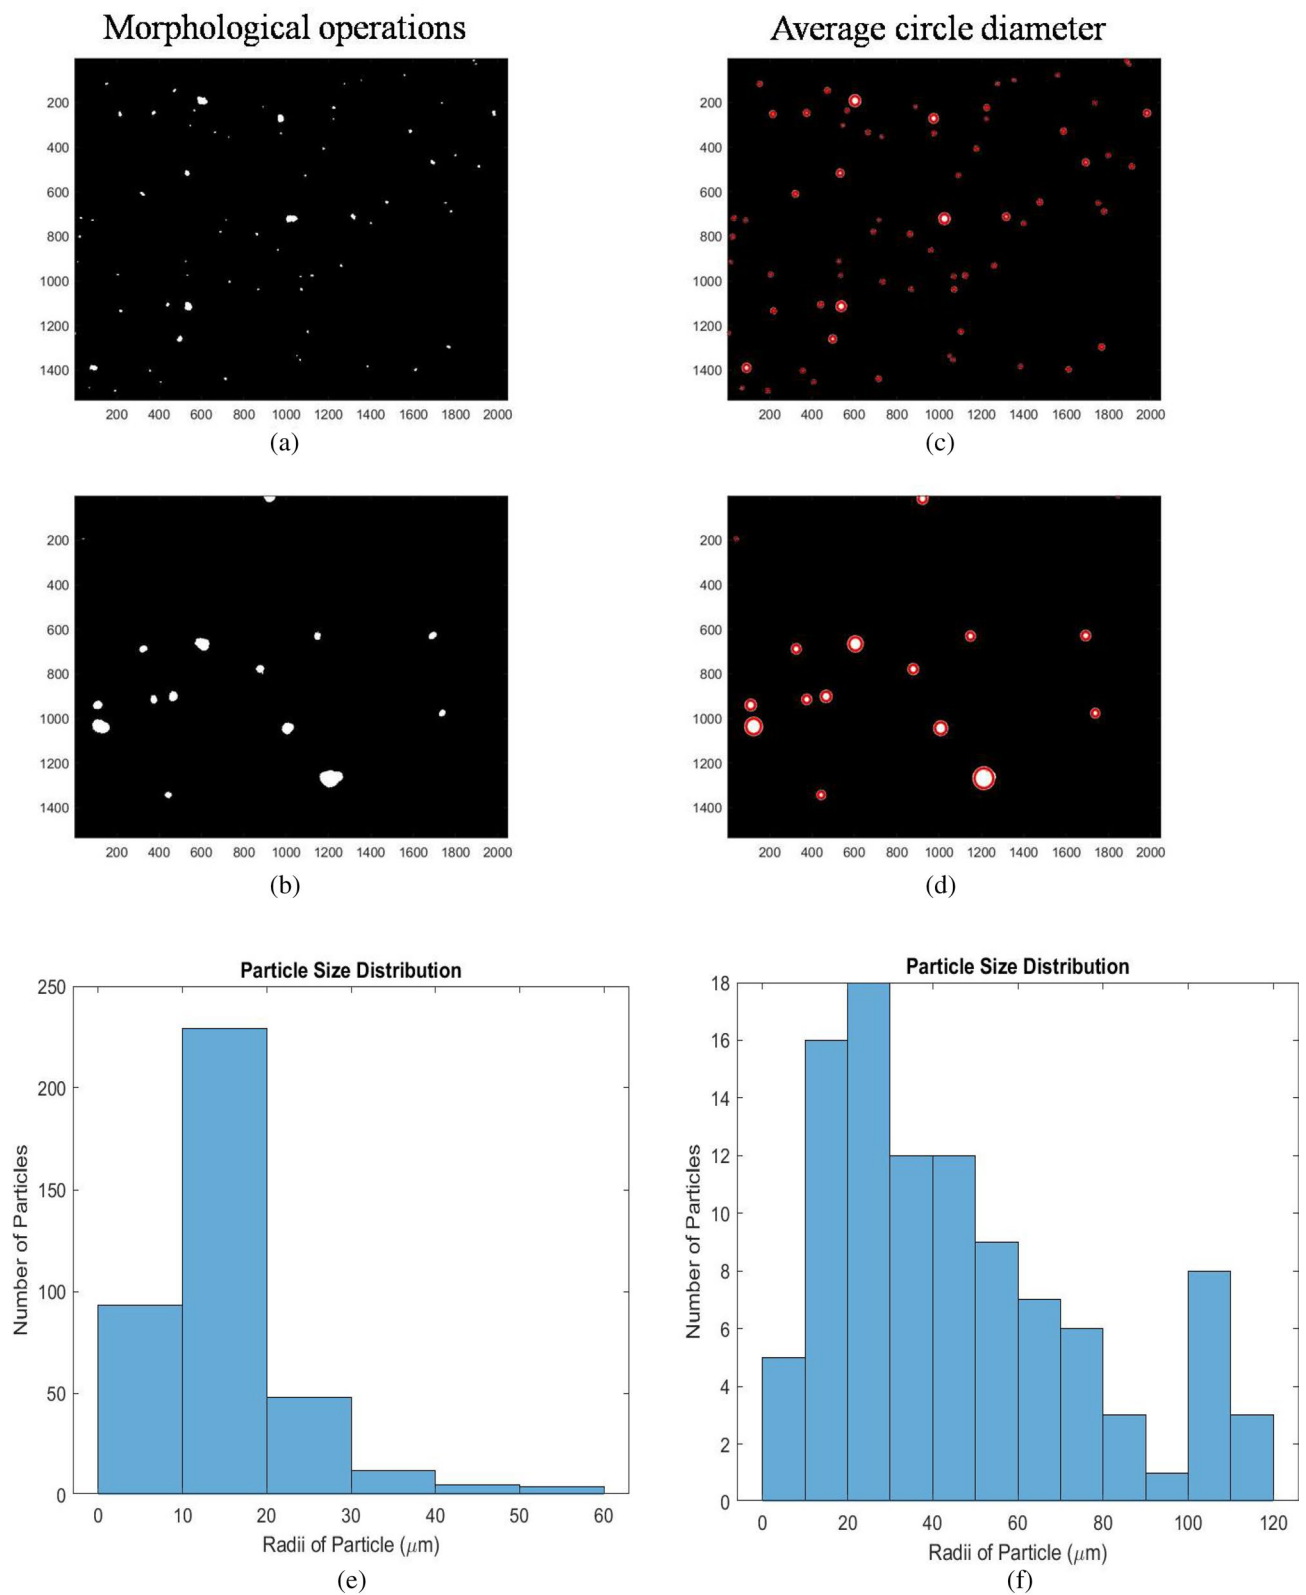 Morphological operations
Average circle diameter
200
400
600
800
1000
1200
1400
200 400 600 800 1000 1200 1400 1600 1800 2000
(a)
200
400
600
800
1000
1200
1400
200 400 600 800 1000 1200 1400 1600 1800 2000
(c)
200
400
600
800
1000
1200
1400
200 400 600 800 1000 1200 1400 1600 1800 2000
(b)
200
400
600
800
1000
1200
1400
200 400 600 800 1000 1200 1400 1600 1800 2000
(d)
Particle Size Distribution
250
200
150
100
50
0
Number of Particles
0 10 20 30 40 50 60
Radii of Particle (μm)
(e)
Particle Size Distribution
18
16
14
12
10
8
6
4
2
0
Number of Particles
0 20 40 60 80 100 120
Radii of Particle (μm)
(f)